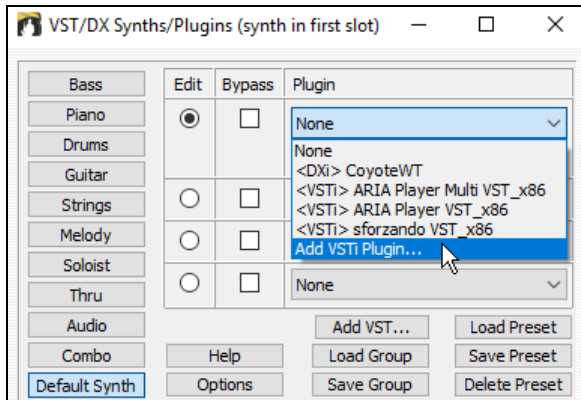 VST/DX Synths/Plugins (synth in first slot)
Bass
Edit
Bypass
Plugin
Piano
None
Drums
None
<DXi> CoyoteWT
Guitar
<VSTi> ARIA Player Multi VST_x86
<VSTi> ARIA Player VST_x86
Strings
<VSTi> sforzando VST_x86
Melody
Add VSTi Plugin...
Soloist
None
Thru
Audio
Add VST...
Load Preset
Combo
Help
Load Group
Save Preset
Default Synth
Options
Save Group
Delete Preset